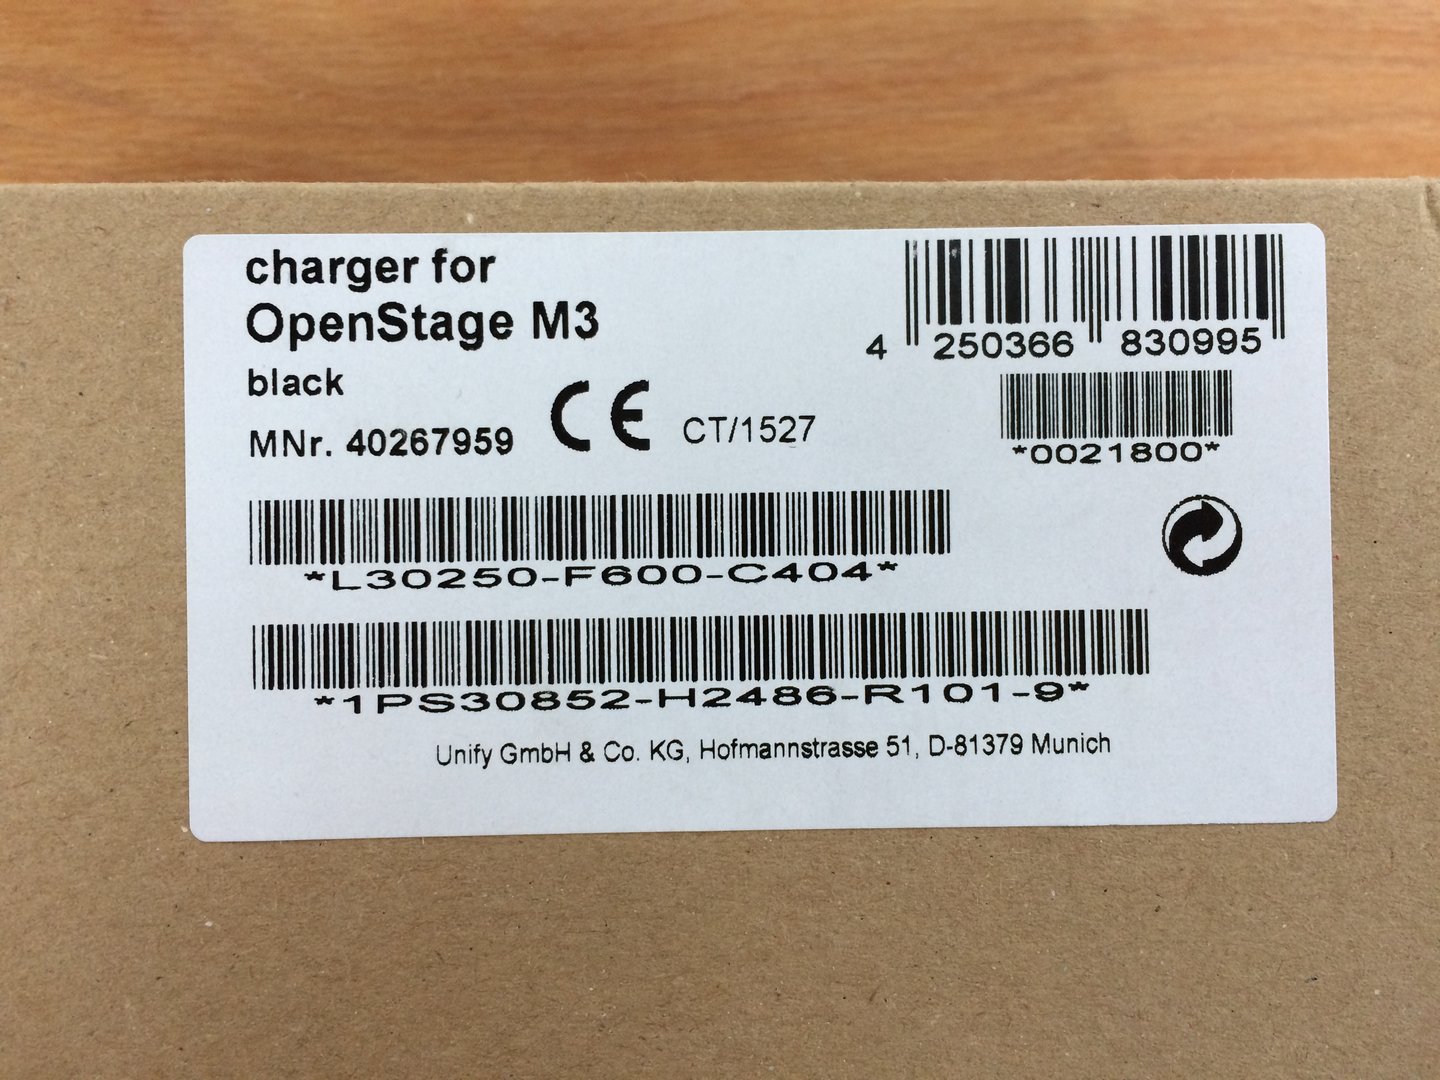 charger for
OpenStage M3
black
MNr. 40267959 CE CT/1527
4 250366 830995
*0021800*
*L30250-F600-C404*
*1PS30852-H2486-R101-9*
Unify GmbH & Co. KG, Hofmannstrasse 51, D-81379 Munich